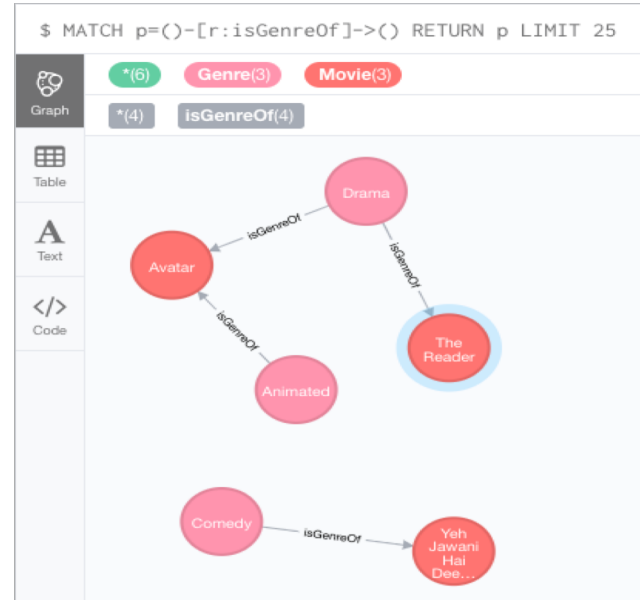 $ MATCH p=()-[r:isGenreOf]->() RETURN p LIMIT 25
Graph
*(6) Genre(3) Movie(3)
*(4) isGenreOf(4)
Table
A
Text
</>
Code
Drama
isGenreOf
isGenreOf
Avatar
isGenreOf
The
Reader
Animated
Comedy
isGenreOf
Yeh
Jawani
Hai
Dee...